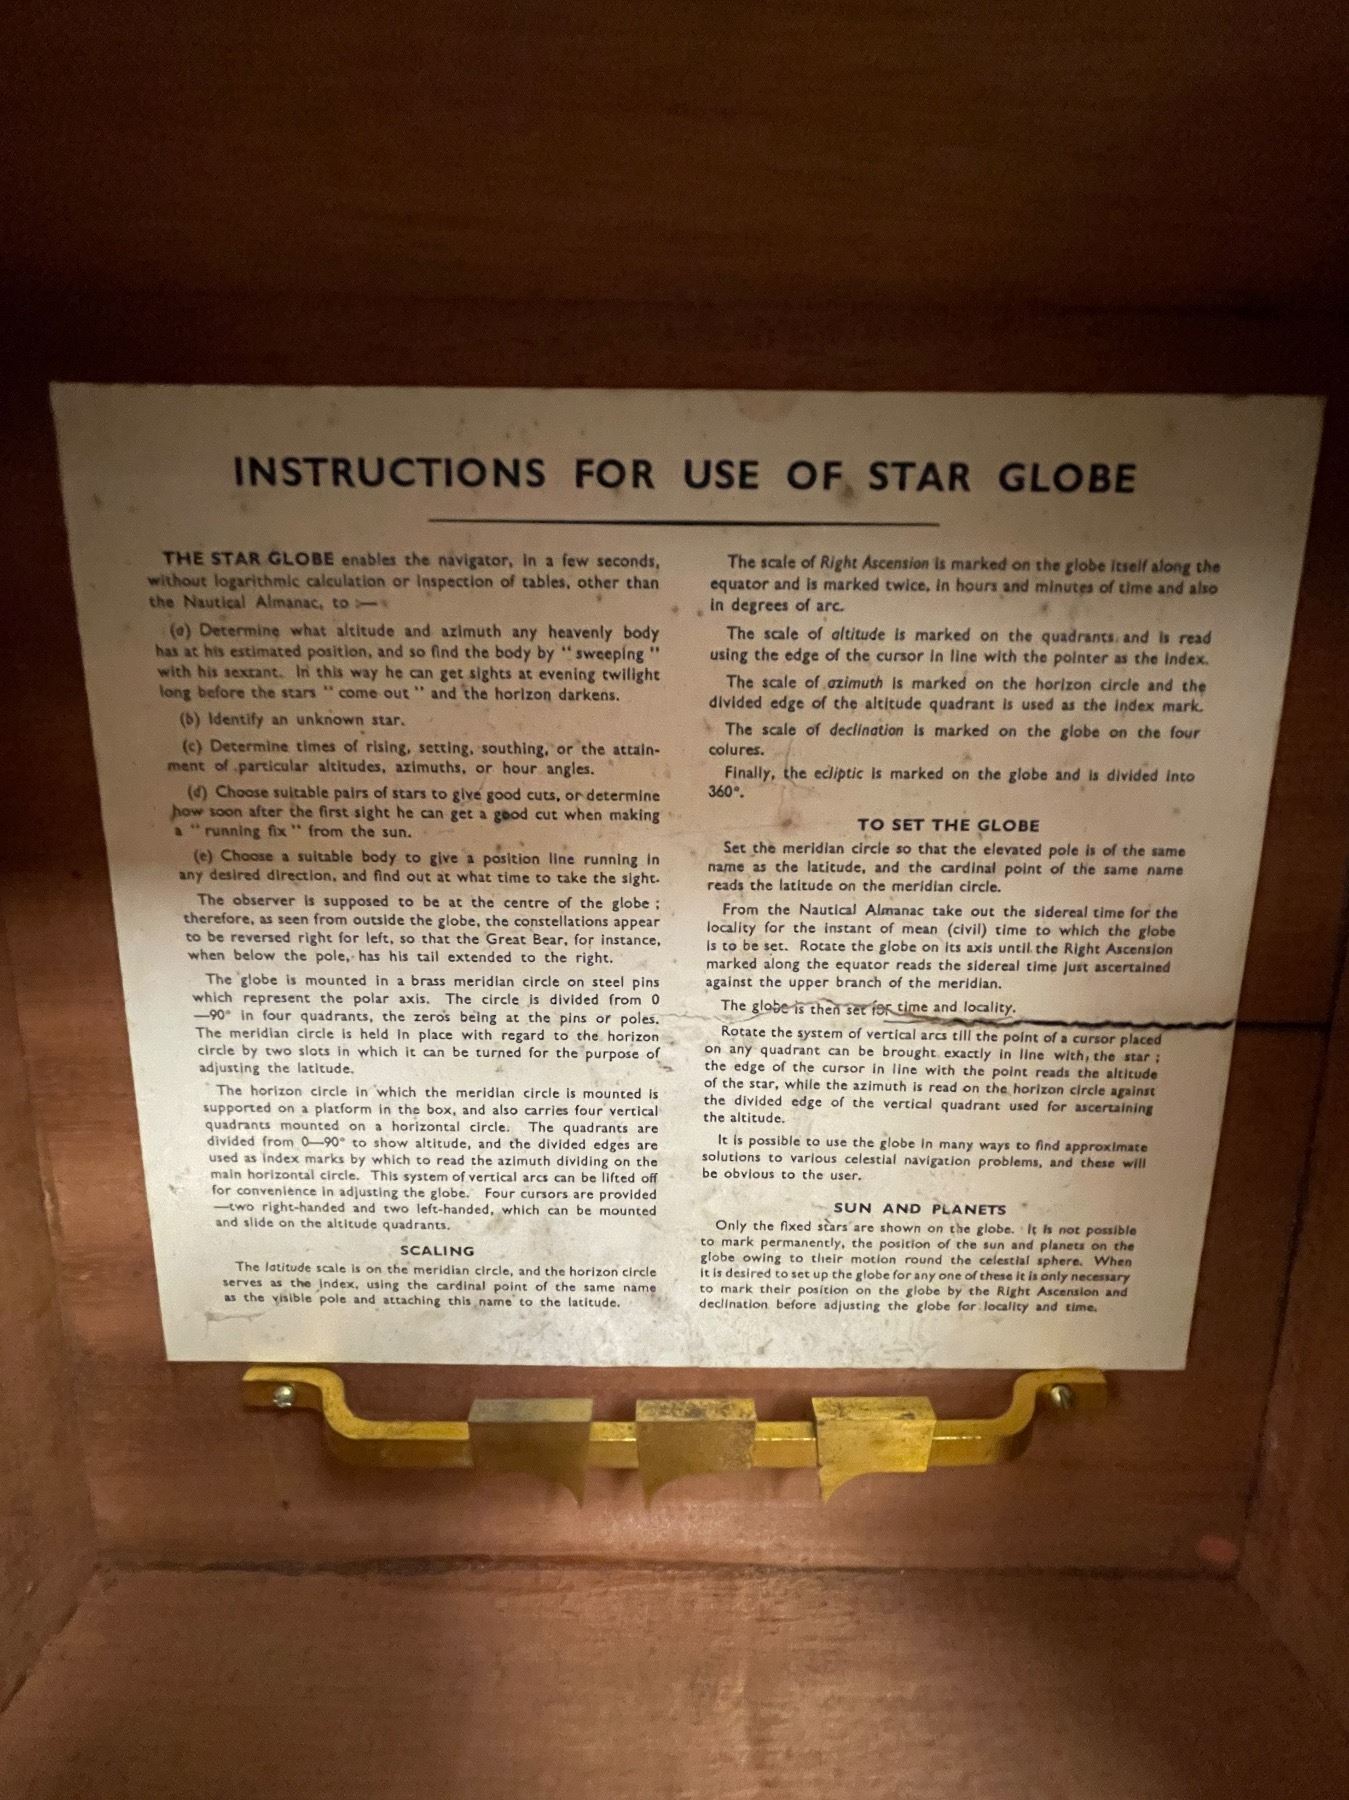 INSTRUCTIONS FOR USE OF STAR GLOBE
THE STAR GLOBE enables the navigator, in a few seconds,
without logarithmic calculation or inspection of tables, other than
the Nautical Almanac, to :—
(a) Determine what altitude and azimuth any heavenly body
has at his estimated position, and so find the body by " sweeping "
with his sextant. In this way he can get sights at evening twilight
long before the stars " come out " and the horizon darkens.
(b) Identify an unknown star.
(c) Determine times of rising, setting, southing, or the attain-
ment of particular altitudes, azimuths, or hour angles.
(d) Choose suitable pairs of stars to give good cuts, or determine
how soon after the first sight he can get a good cut when making
a " running fix " from the sun.
(e) Choose a suitable body to give a position line running in
any desired direction, and find out at what time to take the sight.
The observer is supposed to be at the centre of the globe ;
therefore, as seen from outside the globe, the constellations appear
to be reversed right for left, so that the Great Bear, for instance,
when below the pole, has his tail extended to the right.
The globe is mounted in a brass meridian circle on steel pins
which represent the polar axis. The circle is divided from 0
—90° in four quadrants, the zeros being at the pins or poles.
The meridian circle is held in place with regard to the horizon
circle by two slots in which it can be turned for the purpose of
adjusting the latitude.
The horizon circle in which the meridian circle is mounted is
supported on a platform in the box, and also carries four vertical
quadrants mounted on a horizontal circle. The quadrants are
divided from 0—90° to show altitude, and the divided edges are
used as index marks by which to read the azimuth dividing on the
main horizontal circle. This system of vertical arcs can be lifted off
for convenience in adjusting the globe. Four cursors are provided
—two right-handed and two left-handed, which can be mounted
and slide on the altitude quadrants.
SCALING
The latitude scale is on the meridian circle, and the horizon circle
serves as the index, using the cardinal point of the same name
as the visible pole and attaching this name to the latitude.
The scale of Right Ascension is marked on the globe itself along the
equator and is marked twice, in hours and minutes of time and also
in degrees of arc.
The scale of altitude is marked on the quadrants and is read
using the edge of the cursor in line with the pointer as the index.
The scale of azimuth is marked on the horizon circle and the
divided edge of the altitude quadrant is used as the index mark.
The scale of declination is marked on the globe on the four
colures.
Finally, the ecliptic is marked on the globe and is divided into
360°.
TO SET THE GLOBE
Set the meridian circle so that the elevated pole is of the same
name as the latitude, and the cardinal point of the same name
reads the latitude on the meridian circle.
From the Nautical Almanac take out the sidereal time for the
locality for the instant of mean (civil) time to which the globe
is to be set. Rotate the globe on its axis until the Right Ascension
marked along the equator reads the sidereal time just ascertained
against the upper branch of the meridian.
The globe is then set for time and locality.
Rotate the system of vertical arcs till the point of a cursor placed
on any quadrant can be brought exactly in line with, the star ;
the edge of the cursor in line with the point reads the altitude
of the star, while the azimuth is read on the horizon circle against
the divided edge of the vertical quadrant used for ascertaining
the altitude.
It is possible to use the globe in many ways to find approximate
solutions to various celestial navigation problems, and these will
be obvious to the user.
SUN AND PLANETS
Only the fixed stars are shown on the globe. It is not possible
to mark permanently, the position of the sun and planets on the
globe owing to their motion round the celestial sphere. When
it is desired to set up the globe for any one of these it is only necessary
to mark their position on the globe by the Right Ascension and
declination before adjusting the globe for locality and time.